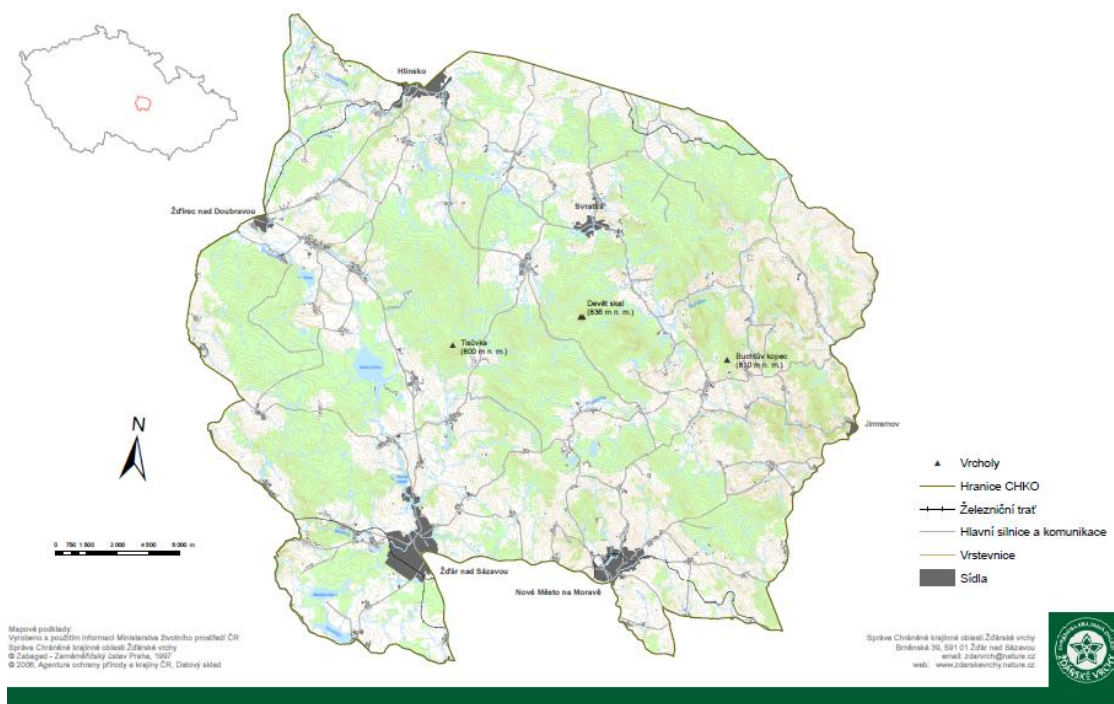 Hlinsko
Ždírec nad Doubravou
Svratka
Devět skal
(836 m n. m.)
Tisůvka
(800 m n. m.)
Buchtův kopec
(810 m n. m.)
Jimramov
N
Vrcholy
Hranice CHKO
Železniční trať
Hlavní silnice a komunikace
Vrstevnice
Sídla
0 750 1 500 3 000 4 500 6 000 m
Žďár nad Sázavou
Nové Město na Moravě
Mapové podklady:
Vyrobeno s použitím informací Ministerstva životního prostředí ČR
Správa Chráněné krajinné oblasti Žďárské vrchy
© Zabaged - Zeměměřičský ústav Praha, 1997
© 2006, Agentura ochrany přírody a krajiny ČR, Datový sklad
Správa Chráněné krajinné oblasti Žďárské vrchy
Brněnská 39, 591 01 Žďár nad Sázavou
email: zdarvrch@nature.cz
web: www.zdarskevrchy.nature.cz
ŽĎÁRSKÉ VRCHY